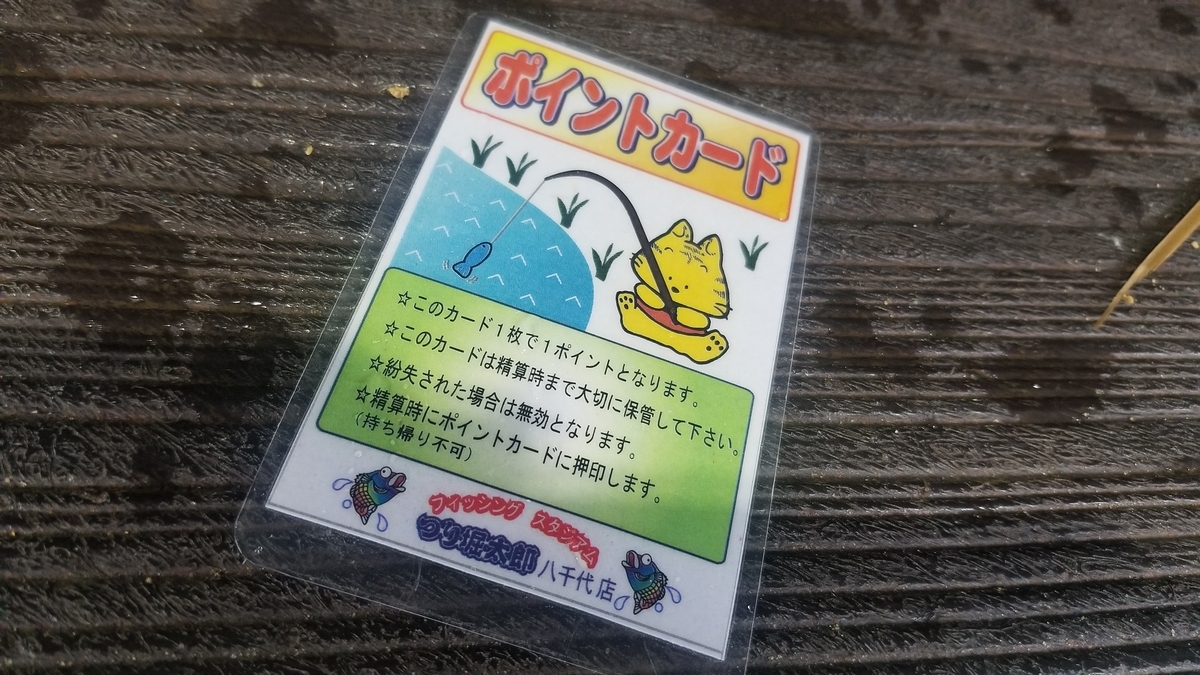 ポイントカード
☆このカード１枚で１ポイントとなります。
☆このカードは精算時まで大切に保管して下さい。
☆紛失された場合は無効となります。
☆精算時にポイントカードに押印します。
（持ち帰り不可）
フィッシング スタジアム
つり堀太郎 八千代店